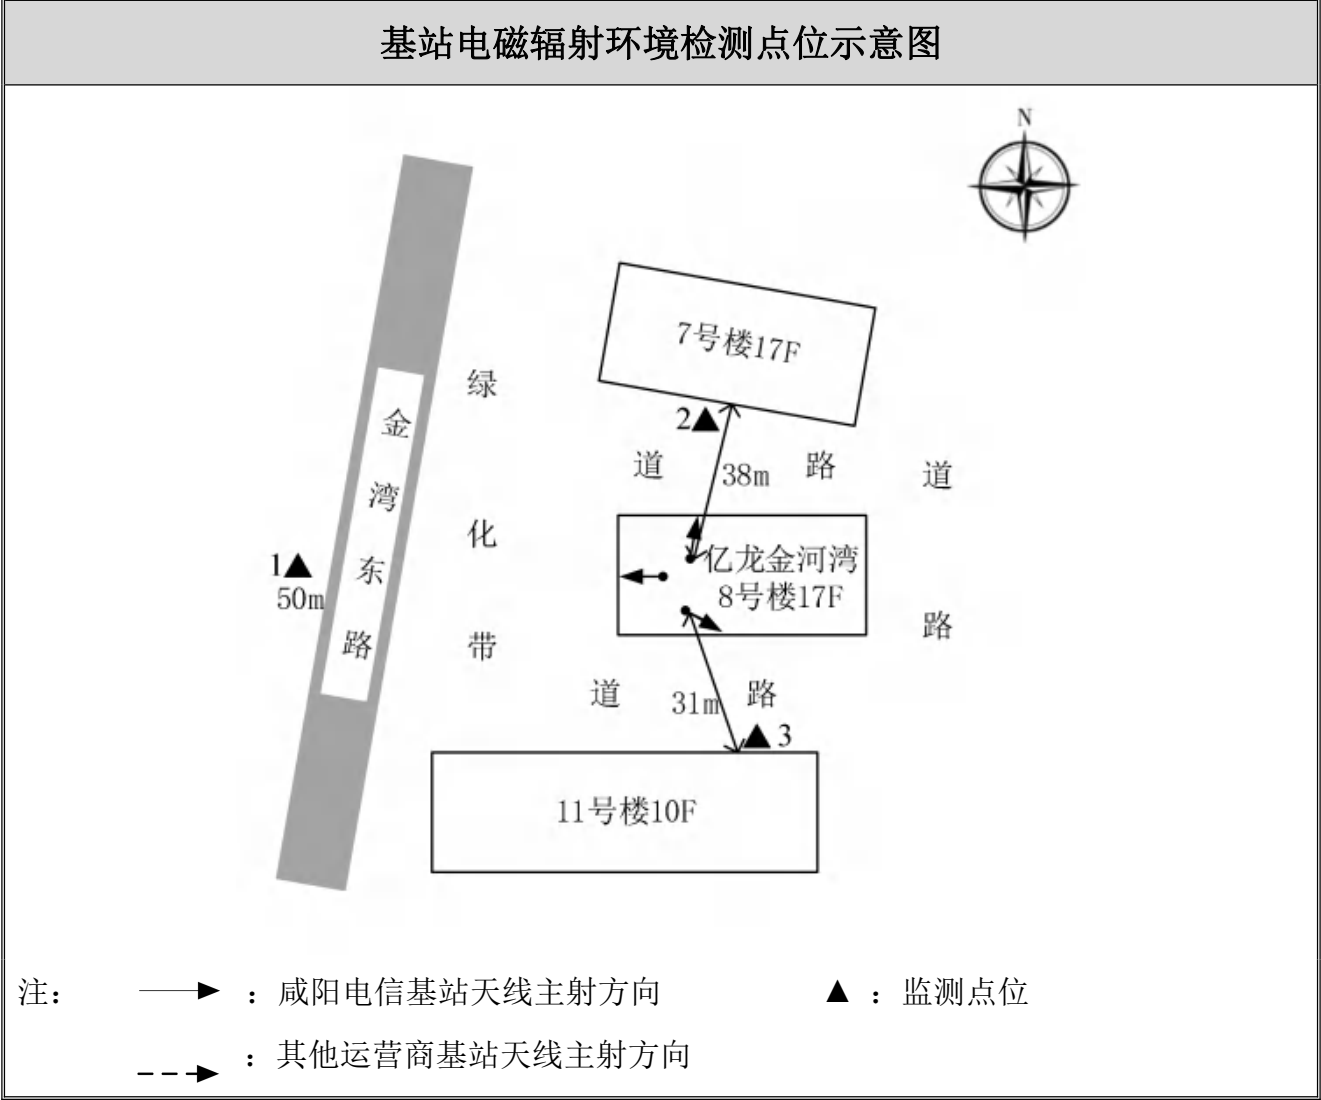 基站电磁辐射环境检测点位示意图
N
7号楼17F
绿化带
金湾东路
2▲
道路
38m
道路
1▲
50m
亿龙金河湾
8号楼17F
道路
31m
▲3
11号楼10F
注：
：咸阳电信基站天线主射方向
▲：监测点位
：其他运营商基站天线主射方向